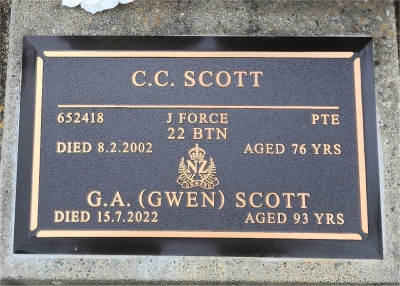 C.C. SCOTT
652418 J FORCE PTE
22 BTN
DIED 8.2.2002 AGED 76 YRS
NZ
G.A. (GWEN) SCOTT
DIED 15.7.2022 AGED 93 YRS